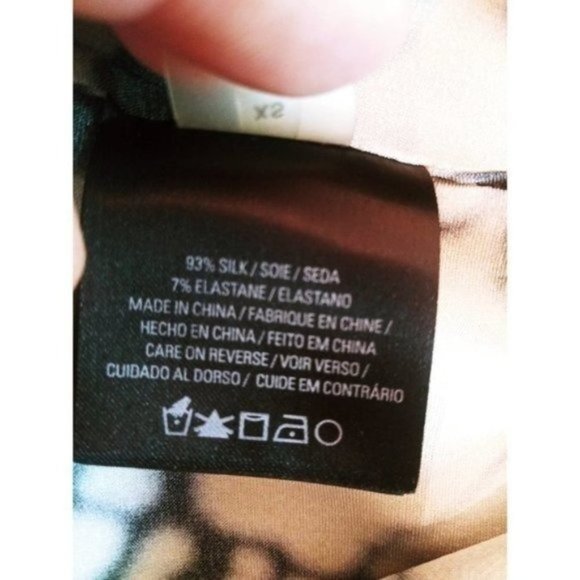 XS
93% SILK / SOIE / SEDA
7% ELASTANE / ELASTANO
MADE IN CHINA / FABRIQUE EN CHINE /
HECHO EN CHINA / FEITO EM CHINA
CARE ON REVERSE / VOIR VERSO /
CUIDADO AL DORSO / CUIDE EM CONTRÁRIO